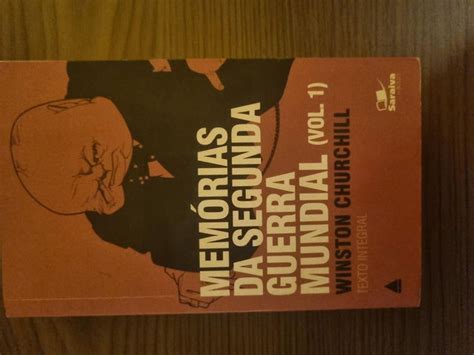 MEMÓRIAS
DA SEGUNDA
GUERRA
MUNDIAL (VOL. 1)
WINSTON CHURCHILL
TEXTO INTEGRAL
Saraiva